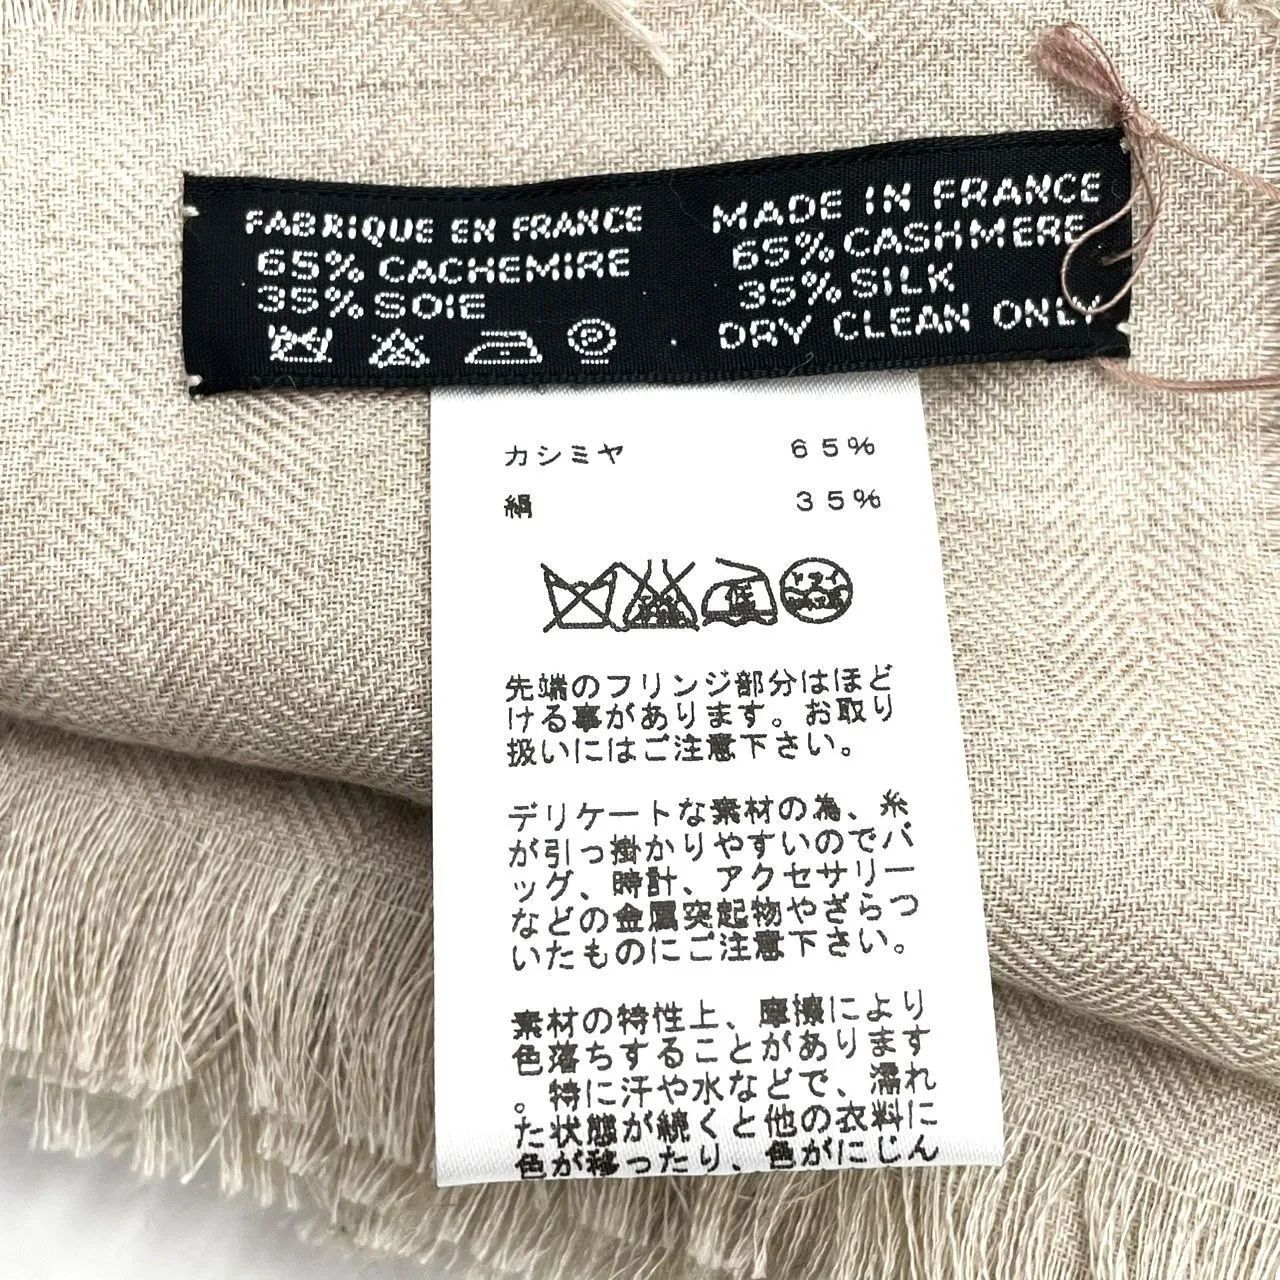 FABRIQUE EN FRANCE
65% CACHEMIRE
35% SOIE
MADE IN FRANCE
65% CASHMERE
35% SILK
DRY CLEAN ONLY
カシミヤ 65%
絹 35%
低
ドライ
先端のフリンジ部分はほど
ける事があります。お取り
扱いにはご注意下さい。
デリケートな素材の為、糸
が引っ掛かりやすいのでバ
ッグ、時計、アクセサリー
などの金属突起物やざらつ
いたものにご注意下さい。
素材の特性上、摩擦により
色落ちすることがあります
。特に汗や水などで、濡れ
た状態が続くと他の衣料に
色が移ったり、色がにじん